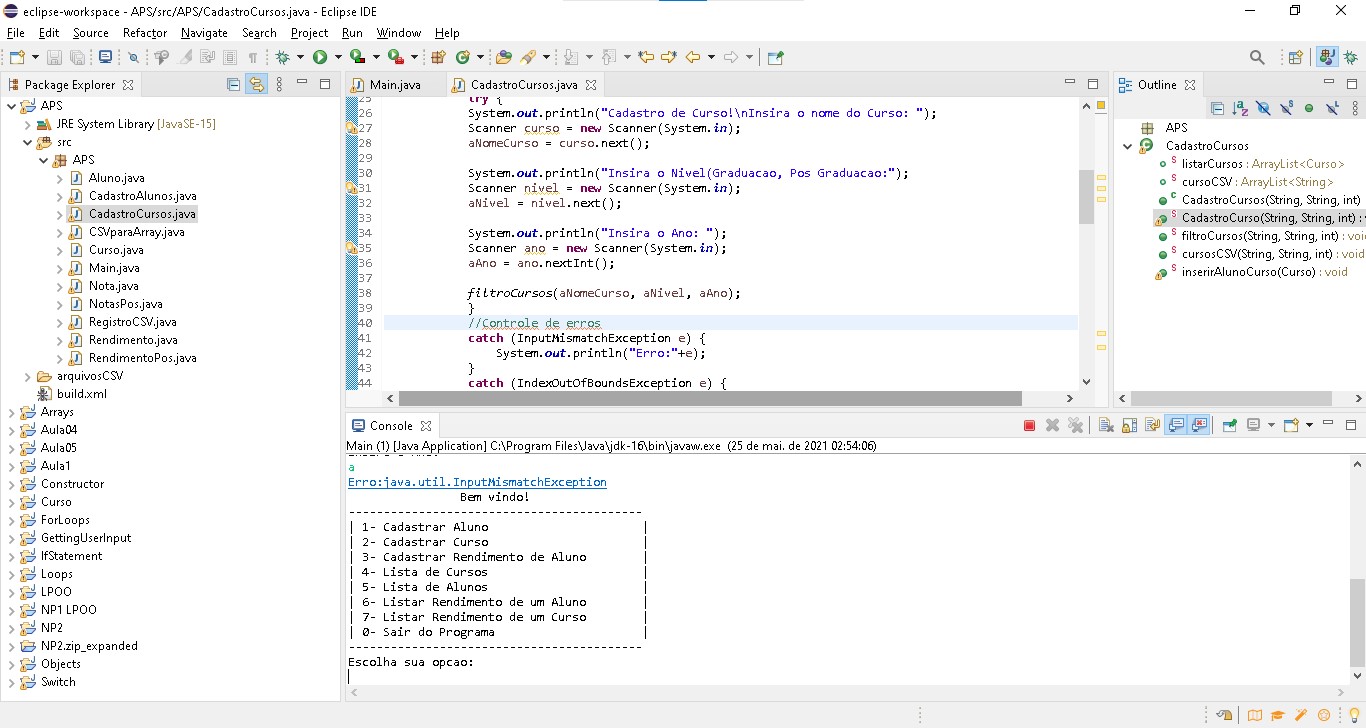 eclipse-workspace - APS/src/APS/CadastroCursos.java - Eclipse IDE
File Edit Source Refactor Navigate Search Project Run Window Help
Package Explorer
APS
JRE System Library [JavaSE-15]
src
APS
Aluno.java
CadastroAlunos.java
CadastroCursos.java
CSVparaArray.java
Curso.java
Main.java
Nota.java
NotasPos.java
RegistroCSV.java
Rendimento.java
RendimentoPos.java
arquivosCSV
build.xml
Arrays
Aula04
Aula05
Aula1
Constructor
Curso
ForLoops
GettingUserInput
IfStatement
Loops
LPOO
NP1 LPOO
NP2
NP2.zip_expanded
Objects
Switch
Main.java CadastroCursos.java
25 try {
26 System.out.println("Cadastro de Curso!\nInsira o nome do Curso: ");
27 Scanner curso = new Scanner(System.in);
28 aNomeCurso = curso.next();
29
30 System.out.println("Insira o Nivel(Graduacao, Pos Graduacao:");
31 Scanner nivel = new Scanner(System.in);
32 aNivel = nivel.next();
33
34 System.out.println("Insira o Ano: ");
35 Scanner ano = new Scanner(System.in);
36 aAno = ano.nextInt();
37
38 filtroCursos(aNomeCurso, aNivel, aAno);
39 }
40 //Controle de erros
41 catch (InputMismatchException e) {
42 System.out.println("Erro:"+e);
43 }
44 catch (IndexOutOfBoundsException e) {
Outline
APS
CadastroCursos
listarCursos : ArrayList<Curso>
cursoCSV : ArrayList<String>
CadastroCursos(String, String, int)
CadastroCurso(String, String, int) :
filtroCursos(String, String, int) : voi
cursosCSV(String, String, int) : void
inserirAlunoCurso(Curso) : void
Console
Main (1) [Java Application] C:\Program Files\Java\jdk-16\bin\javaw.exe (25 de mai. de 2021 02:54:06)
a
Erro:java.util.InputMismatchException
Bem vindo!
---------------------------------------
| 1- Cadastrar Aluno |
| 2- Cadastrar Curso |
| 3- Cadastrar Rendimento de Aluno |
| 4- Lista de Cursos |
| 5- Lista de Alunos |
| 6- Listar Rendimento de um Aluno |
| 7- Listar Rendimento de um Curso |
| 0- Sair do Programa |
---------------------------------------
Escolha sua opcao: